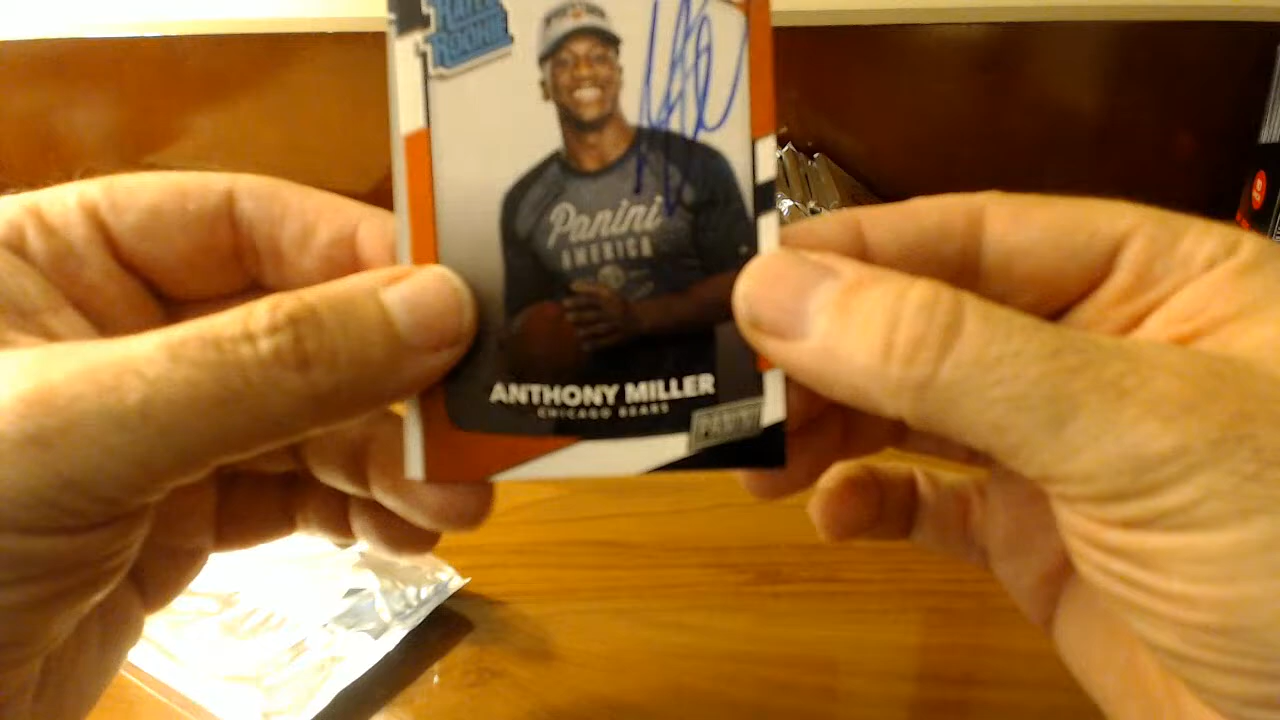 RATED
ROOKIE
Panini
AMERICA
ANTHONY MILLER
CHICAGO BEARS
PANINI